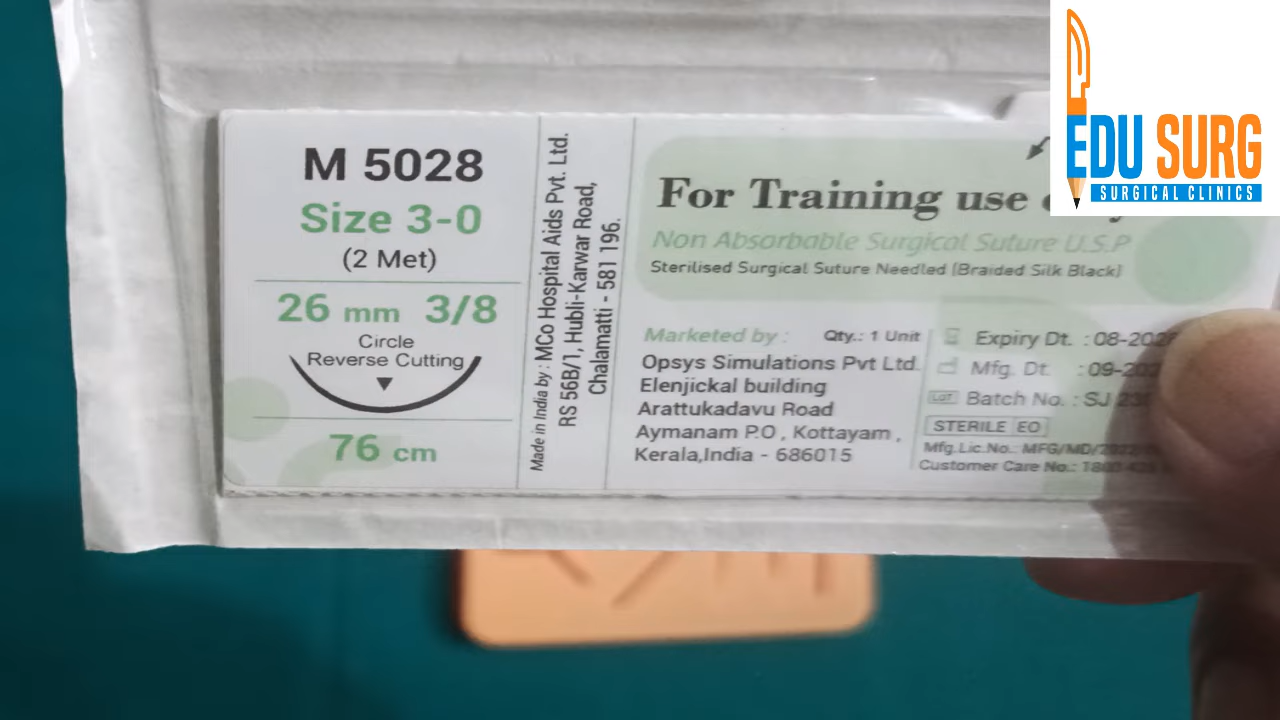 M 5028
Size 3-0
(2 Met)
26 mm 3/8
Circle
Reverse Cutting
76 cm
Made in India by : MCo Hospital Aids Pvt. Ltd.
RS 56B/1, Hubli-Karwar Road,
Chalamatti - 581 196.
For Training use
Non Absorbable Surgical Suture U.S.P
Sterilised Surgical Suture Needled (Braided Silk Black)
Marketed by :
Qty.: 1 Unit
Opsys Simulations Pvt Ltd.
Elenjickal building
Arattukadavu Road
Aymanam P.O , Kottayam ,
Kerala,India - 686015
Expiry Dt. : 08-202
Mfg. Dt. : 09-202
LOT Batch No. : SJ
STERILE EO
Mfg.Lic.No.: MFG/MD/2022/
Customer Care No.: 1800
EDU SURG
SURGICAL CLINICS